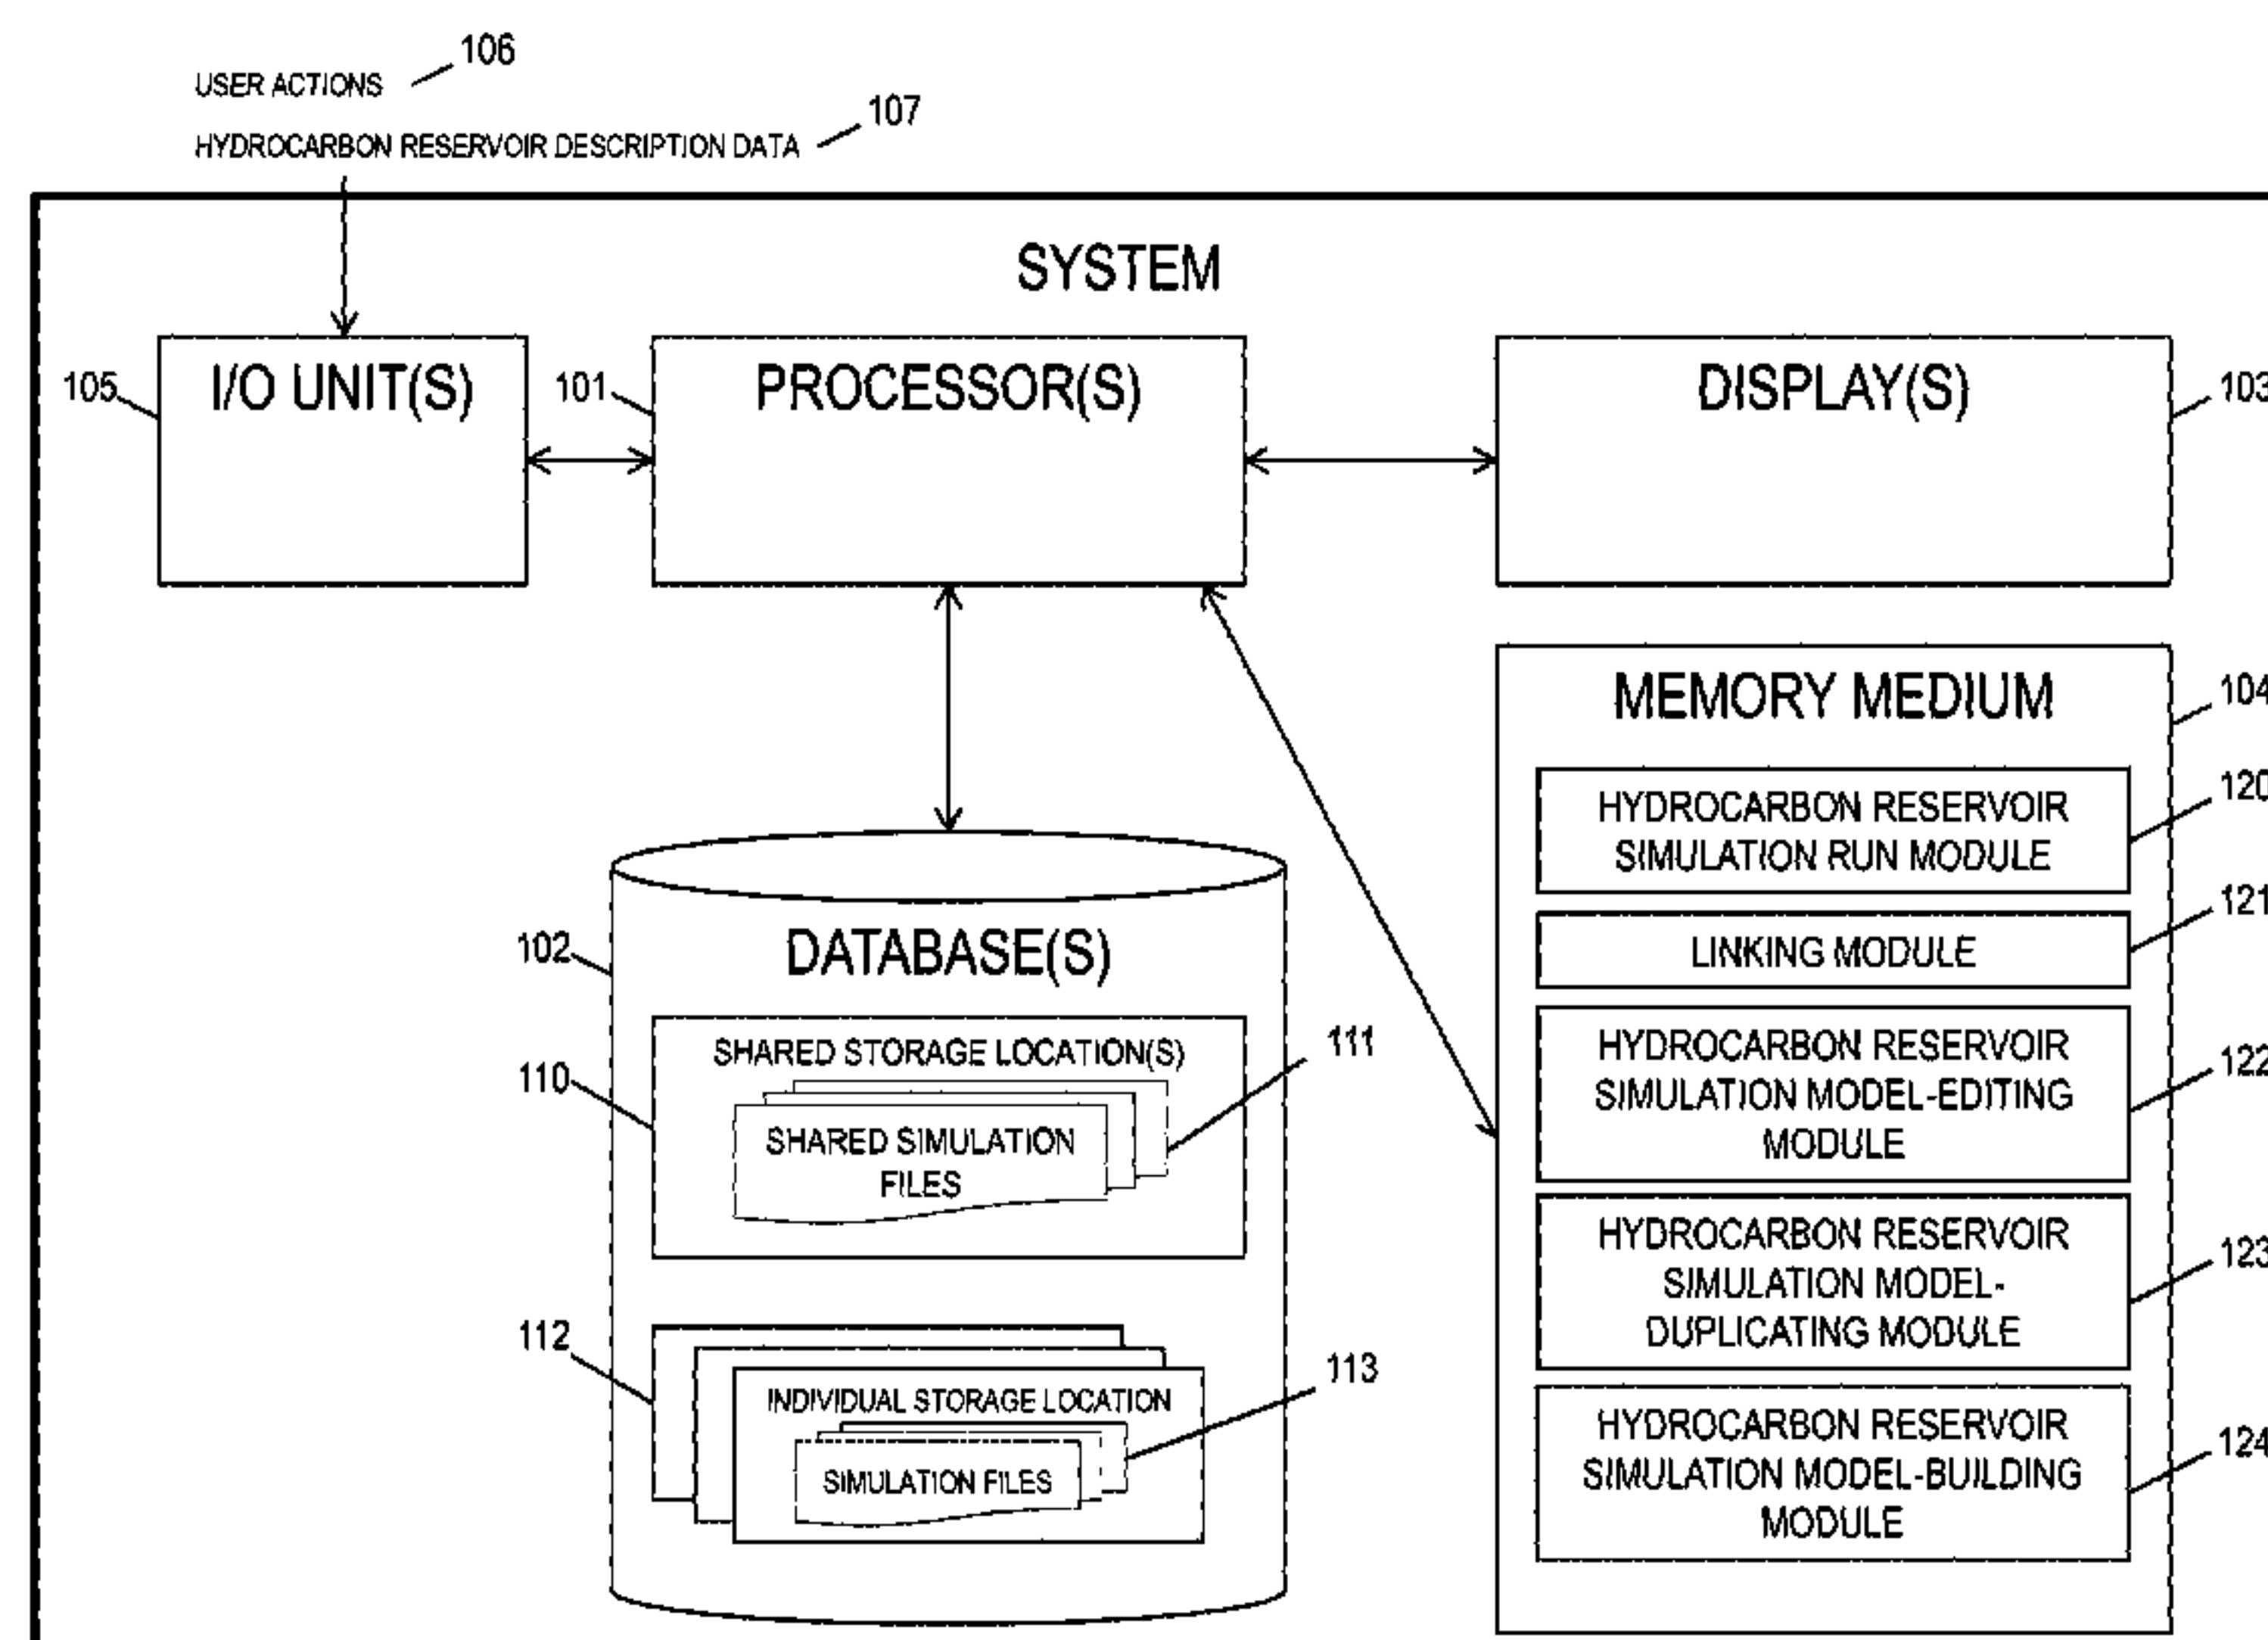 106
USER ACTIONS
107
HYDROCARBON RESERVOIR DESCRIPTION DATA
SYSTEM
105
I/O UNIT(S)
101
PROCESSOR(S)
DISPLAY(S)
103
MEMORY MEDIUM
104
HYDROCARBON RESERVOIR
SIMULATION RUN MODULE
120
LINKING MODULE
121
HYDROCARBON RESERVOIR
SIMULATION MODEL-EDITING
MODULE
122
HYDROCARBON RESERVOIR
SIMULATION MODEL-
DUPLICATING MODULE
123
HYDROCARBON RESERVOIR
SIMULATION MODEL-BUILDING
MODULE
124
102
DATABASE(S)
110
SHARED STORAGE LOCATION(S)
111
SHARED SIMULATION
FILES
112
INDIVIDUAL STORAGE LOCATION
113
SIMULATION FILES